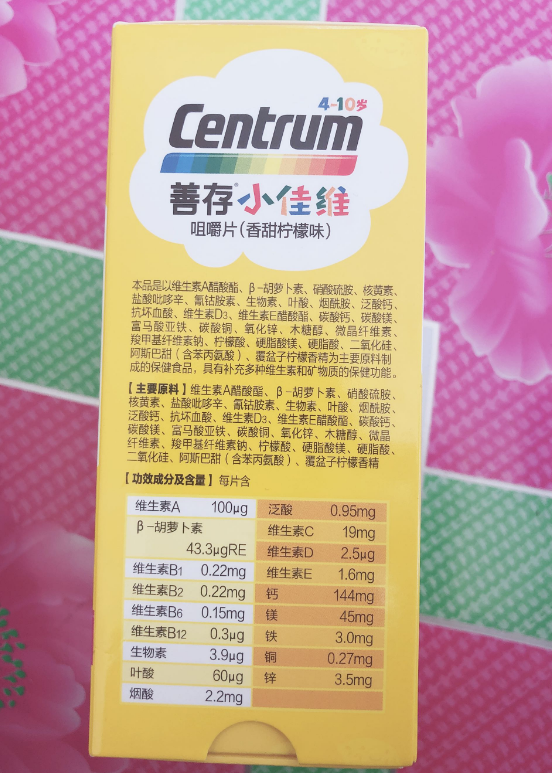 4-10岁
Centrum
善存®小佳维®
咀嚼片(香甜柠檬味)
本品是以维生素A醋酸酯、β-胡萝卜素、硝酸硫胺、核黄素、
盐酸吡哆辛、氰钴胺素、生物素、叶酸、烟酰胺、泛酸钙、
抗坏血酸、维生素D3、维生素E醋酸酯、碳酸钙、碳酸镁、
富马酸亚铁、碳酸铜、氧化锌、木糖醇、微晶纤维素、
羧甲基纤维素钠、柠檬酸、硬脂酸镁、硬脂酸、二氧化硅、
阿斯巴甜(含苯丙氨酸)、覆盆子柠檬香精为主要原料制
成的保健食品，具有补充多种维生素和矿物质的保健功能。
【主要原料】维生素A醋酸酯、β-胡萝卜素、硝酸硫胺、
核黄素、盐酸吡哆辛、氰钴胺素、生物素、叶酸、烟酰胺、
泛酸钙、抗坏血酸、维生素D3、维生素E醋酸酯、碳酸钙、
碳酸镁、富马酸亚铁、碳酸铜、氧化锌、木糖醇、微晶
纤维素、羧甲基纤维素钠、柠檬酸、硬脂酸镁、硬脂酸、
二氧化硅、阿斯巴甜(含苯丙氨酸)、覆盆子柠檬香精
【功效成分及含量】每片含
维生素A 100μg
β-胡萝卜素
43.3μgRE
维生素B1 0.22mg
维生素B2 0.22mg
维生素B6 0.15mg
维生素B12 0.3μg
生物素 3.9μg
叶酸 60μg
烟酸 2.2mg
泛酸 0.95mg
维生素C 19mg
维生素D 2.5μg
维生素E 1.6mg
钙 144mg
镁 45mg
铁 3.0mg
铜 0.27mg
锌 3.5mg